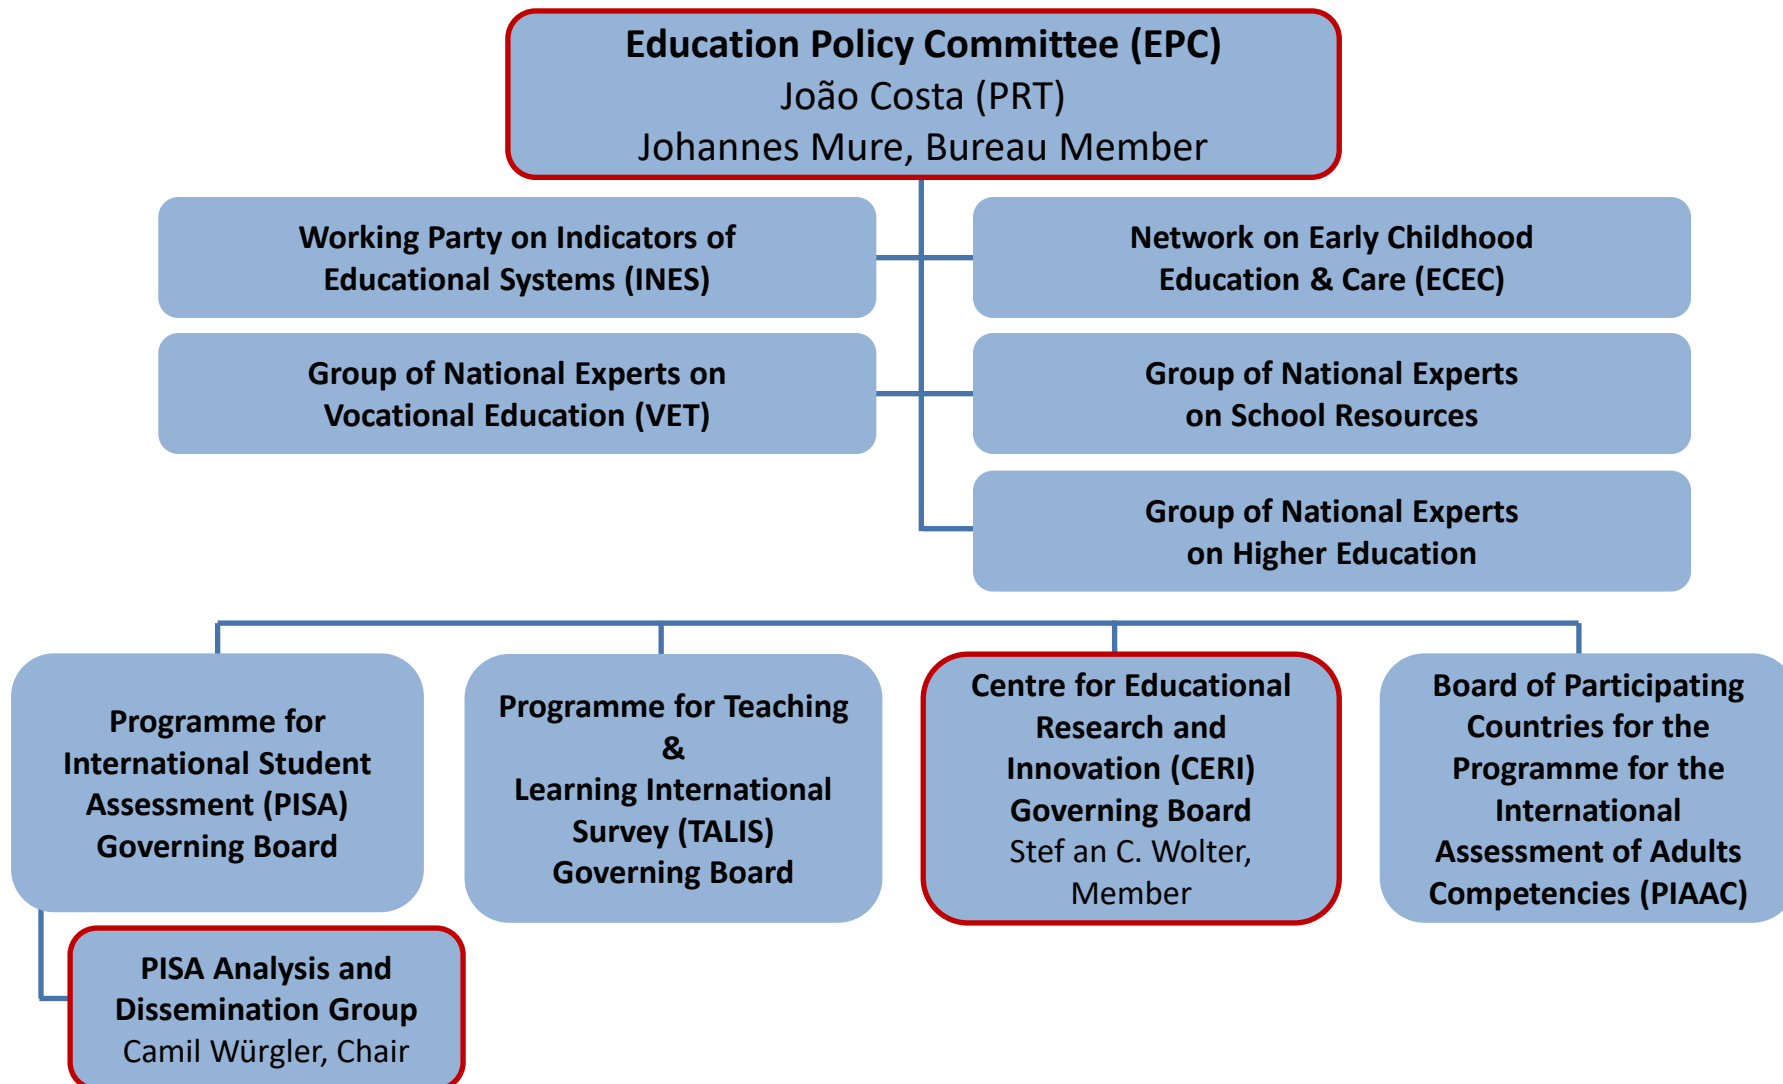 Education Policy Committee (EPC)
João Costa (PRT)
Johannes Mure, Bureau Member
Working Party on Indicators of
Educational Systems (INES)
Network on Early Childhood
Education & Care (ECEC)
Group of National Experts on
Vocational Education (VET)
Group of National Experts
on School Resources
Group of National Experts
on Higher Education
Programme for
International Student
Assessment (PISA)
Governing Board
Programme for Teaching
&
Learning International
Survey (TALIS)
Governing Board
Centre for Educational
Research and
Innovation (CERI)
Governing Board
Stef an C. Wolter,
Member
Board of Participating
Countries for the
Programme for the
International
Assessment of Adults
Competencies (PIAAC)
PISA Analysis and
Dissemination Group
Camil Würgler, Chair